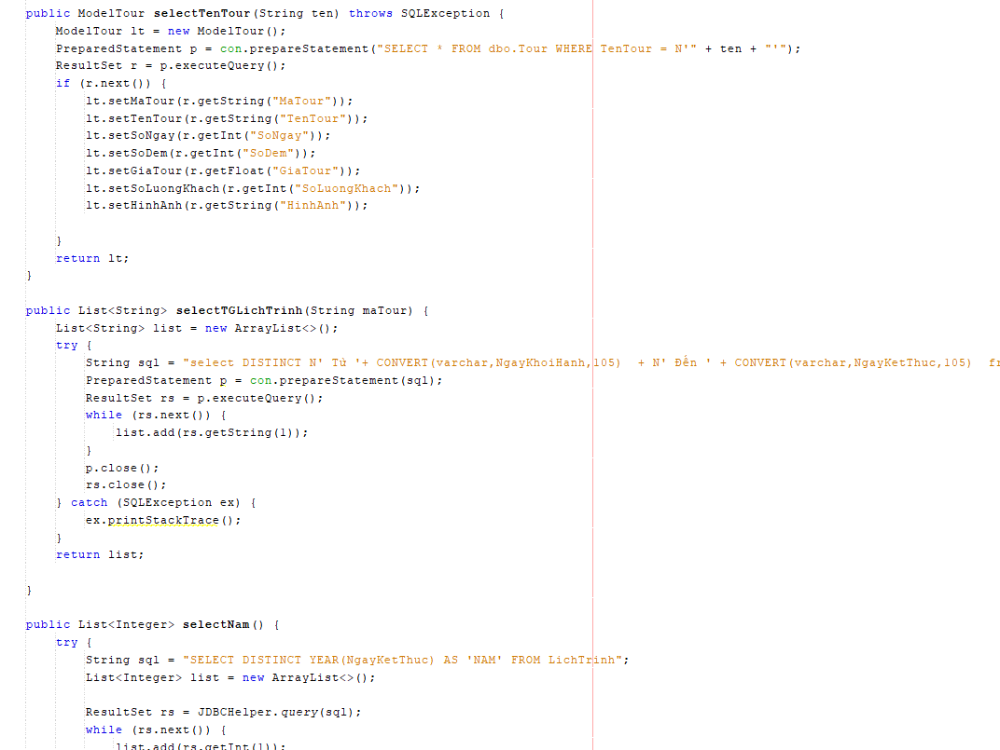 public ModelTour selectTenTour(String ten) throws SQLException {
ModelTour lt = new ModelTour();
PreparedStatement p = con.prepareStatement("SELECT * FROM dbo.Tour WHERE TenTour = N'" + ten + "'");
ResultSet r = p.executeQuery();
if (r.next()) {
lt.setMaTour(r.getString("MaTour"));
lt.setTenTour(r.getString("TenTour"));
lt.setSoNgay(r.getInt("SoNgay"));
lt.setSoDem(r.getInt("SoDem"));
lt.setGiaTour(r.getFloat("GiaTour"));
lt.setSoLuongKhach(r.getInt("SoLuongKhach"));
lt.setHinhAnh(r.getString("HinhAnh"));
}
return lt;
}
public List<String> selectTGLichTrinh(String maTour) {
List<String> list = new ArrayList<>();
try {
String sql = "select DISTINCT N' Từ '+ CONVERT(varchar,NgayKhoiHanh,105)  + N' Đến ' + CONVERT(varchar,NgayKetThuc,105)  fr
PreparedStatement p = con.prepareStatement(sql);
ResultSet rs = p.executeQuery();
while (rs.next()) {
list.add(rs.getString(1));
}
p.close();
rs.close();
} catch (SQLException ex) {
ex.printStackTrace();
}
return list;
}
public List<Integer> selectNam() {
try {
String sql = "SELECT DISTINCT YEAR(NgayKetThuc) AS 'NAM' FROM LichTrinh";
List<Integer> list = new ArrayList<>();
ResultSet rs = JDBCHelper.query(sql);
while (rs.next()) {
list.add(rs.getInt(1));